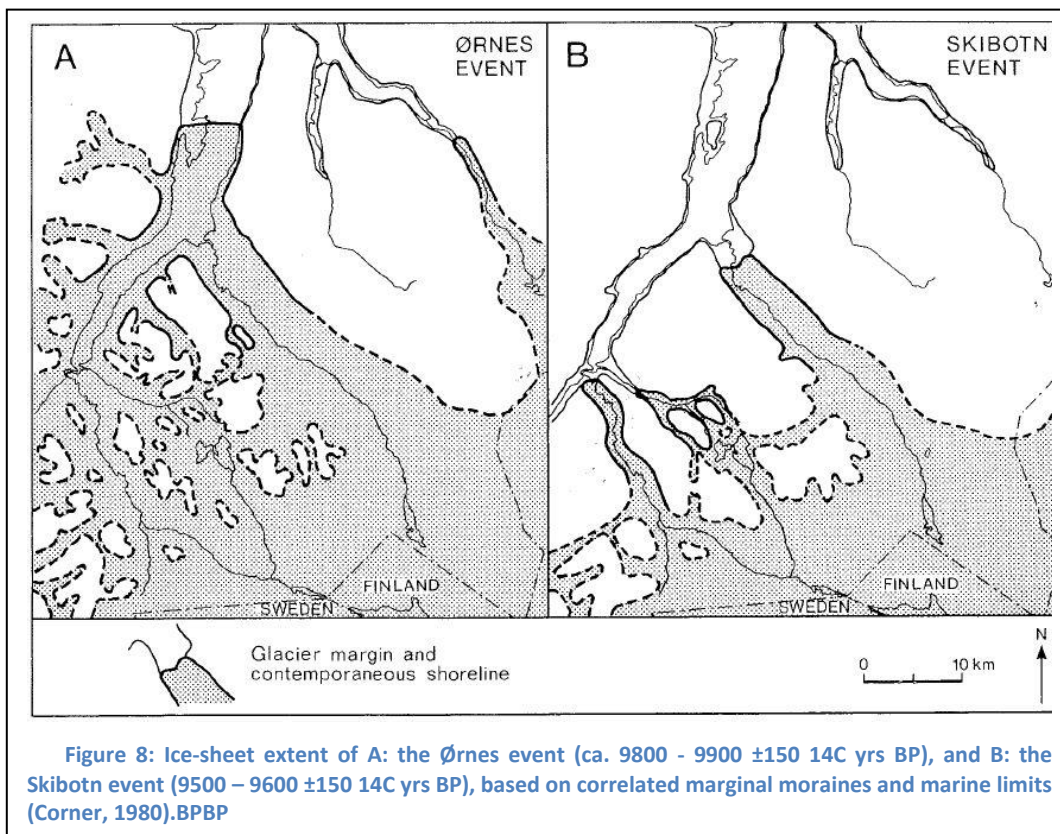 A
ØRNES
EVENT
B
SKIBOTN
EVENT
FINLAND
SWEDEN
FINLAND
SWEDEN
Glacier margin and
contemporaneous shoreline
0 10 km
N
Figure 8: Ice-sheet extent of A: the Ørnes event (ca. 9800 - 9900 ±150 14C yrs BP), and B: the
Skibotn event (9500 – 9600 ±150 14C yrs BP), based on correlated marginal moraines and marine limits
(Corner, 1980).BPBP